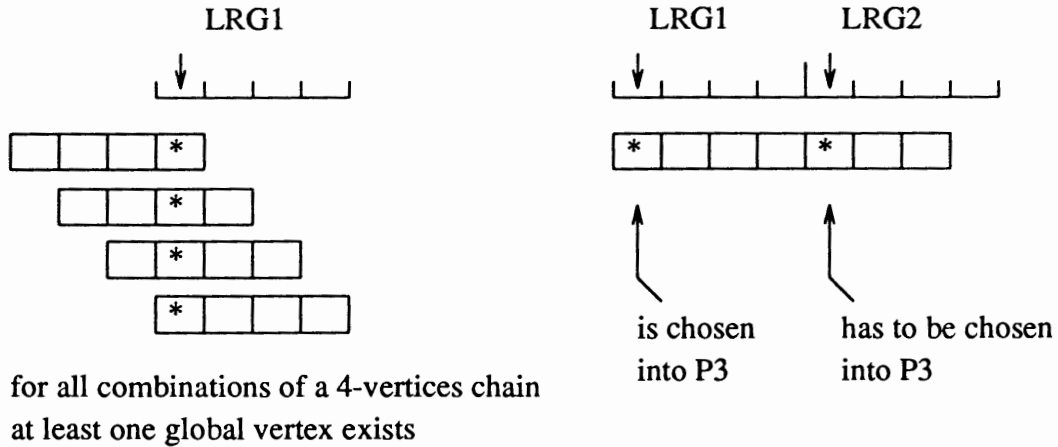 LRG1
*
*
*
*
for all combinations of a 4-vertices chain
at least one global vertex exists
LRG1 LRG2
* *
is chosen has to be chosen
into P3 into P3